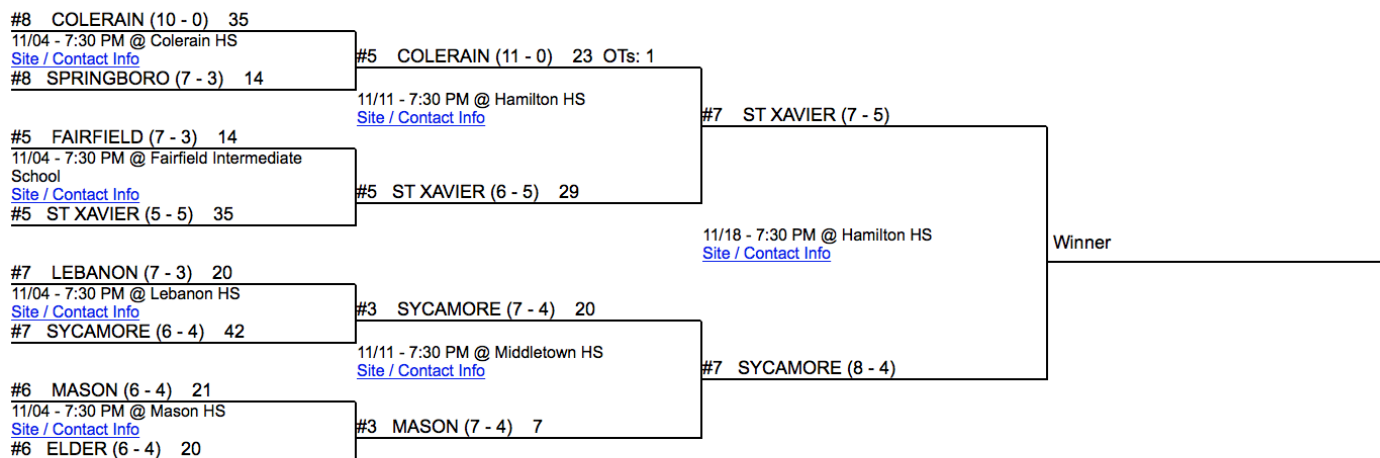 #8 COLERAIN (10 - 0) 35
11/04 - 7:30 PM @ Colerain HS
Site / Contact Info
#8 SPRINGBORO (7 - 3) 14
#5 FAIRFIELD (7 - 3) 14
11/04 - 7:30 PM @ Fairfield Intermediate
School
Site / Contact Info
#5 ST XAVIER (5 - 5) 35
#7 LEBANON (7 - 3) 20
11/04 - 7:30 PM @ Lebanon HS
Site / Contact Info
#7 SYCAMORE (6 - 4) 42
#6 MASON (6 - 4) 21
11/04 - 7:30 PM @ Mason HS
Site / Contact Info
#6 ELDER (6 - 4) 20
#5 COLERAIN (11 - 0) 23 OTs: 1
11/11 - 7:30 PM @ Hamilton HS
Site / Contact Info
#5 ST XAVIER (6 - 5) 29
#3 SYCAMORE (7 - 4) 20
11/11 - 7:30 PM @ Middletown HS
Site / Contact Info
#3 MASON (7 - 4) 7
#7 ST XAVIER (7 - 5)
11/18 - 7:30 PM @ Hamilton HS
Site / Contact Info
#7 SYCAMORE (8 - 4)
Winner